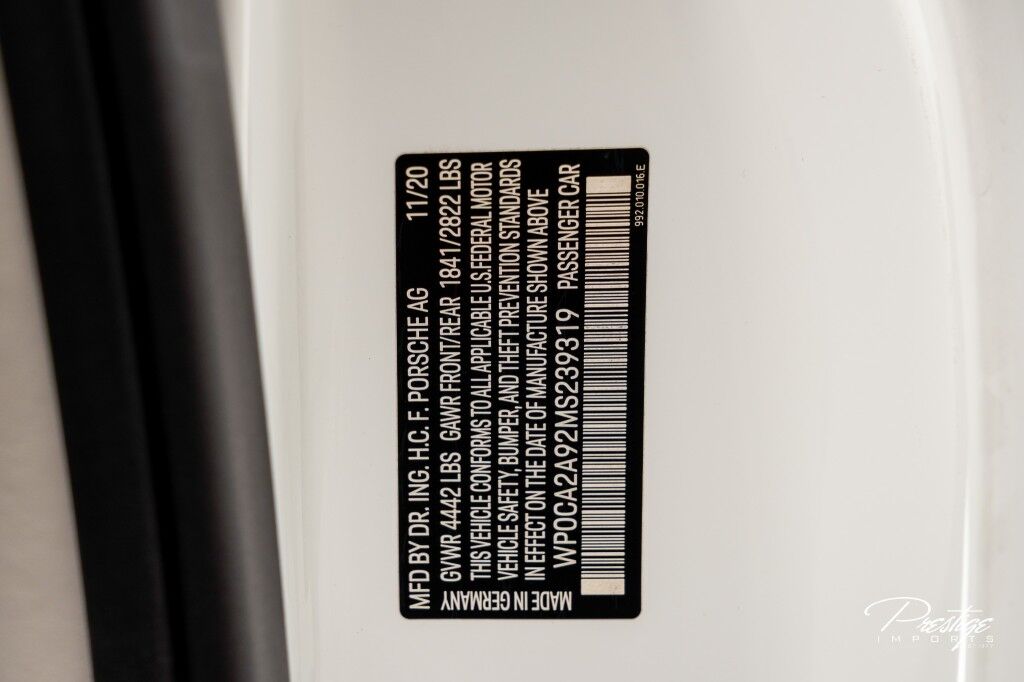 MFD BY DR. ING. H.C. F. PORSCHE AG 11/20
GVWR 4442 LBS GAWR FRONT/REAR 1841/2822 LBS
THIS VEHICLE CONFORMS TO ALL APPLICABLE U.S. FEDERAL MOTOR
VEHICLE SAFETY, BUMPER, AND THEFT PREVENTION STANDARDS
IN EFFECT ON THE DATE OF MANUFACTURE SHOWN ABOVE
WP0CA2A92MS239319 PASSENGER CAR
MADE IN GERMANY
992.010.016.E
Prestige
IMPORTS